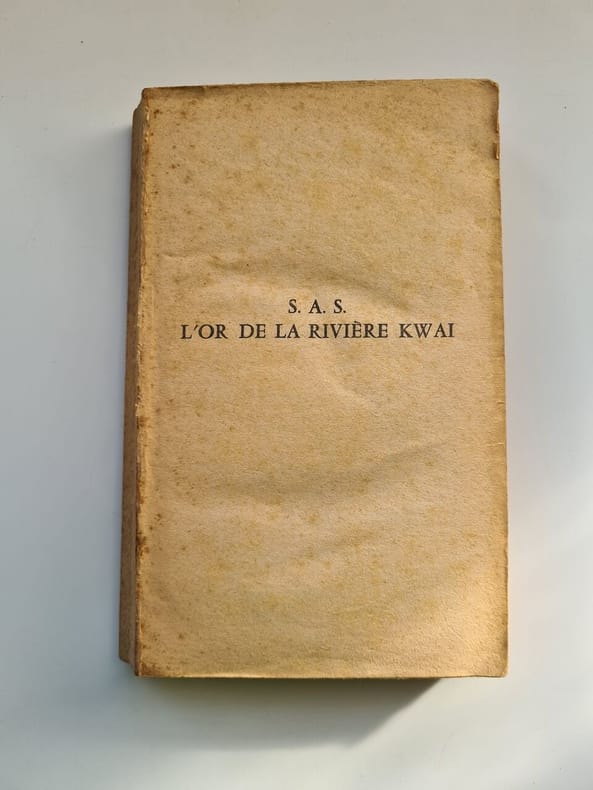 S. A. S.
L'OR DE LA RIVIÈRE KWAI